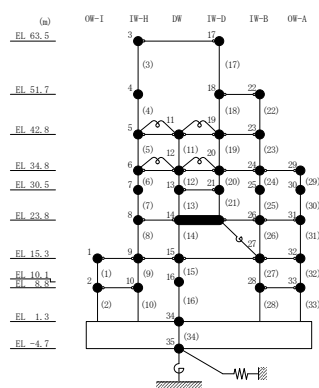 (m) OW-I IW-H DW IW-D IW-B OW-A
EL 63.5 3 17
(3) (17)
EL 51.7 4 18 22
(4) (18) (22)
EL 42.8 5 11 19 23
(5) (11) (19) (23)
EL 34.8 6 12 20 24 29
(6) (12) (20) (24) (29)
EL 30.5 7 13 21 25 30
(7) (13) (21) (25) (30)
EL 23.8 8 14 26 31
(8) (14) (26) (31)
EL 15.3 1 9 15 27 32
(1) (9) (15) (27) (32)
EL 10.1 16
EL 8.8 2 10 28 33
(2) (10) (16) (28) (33)
EL 1.3 34
(34)
EL -4.7 35